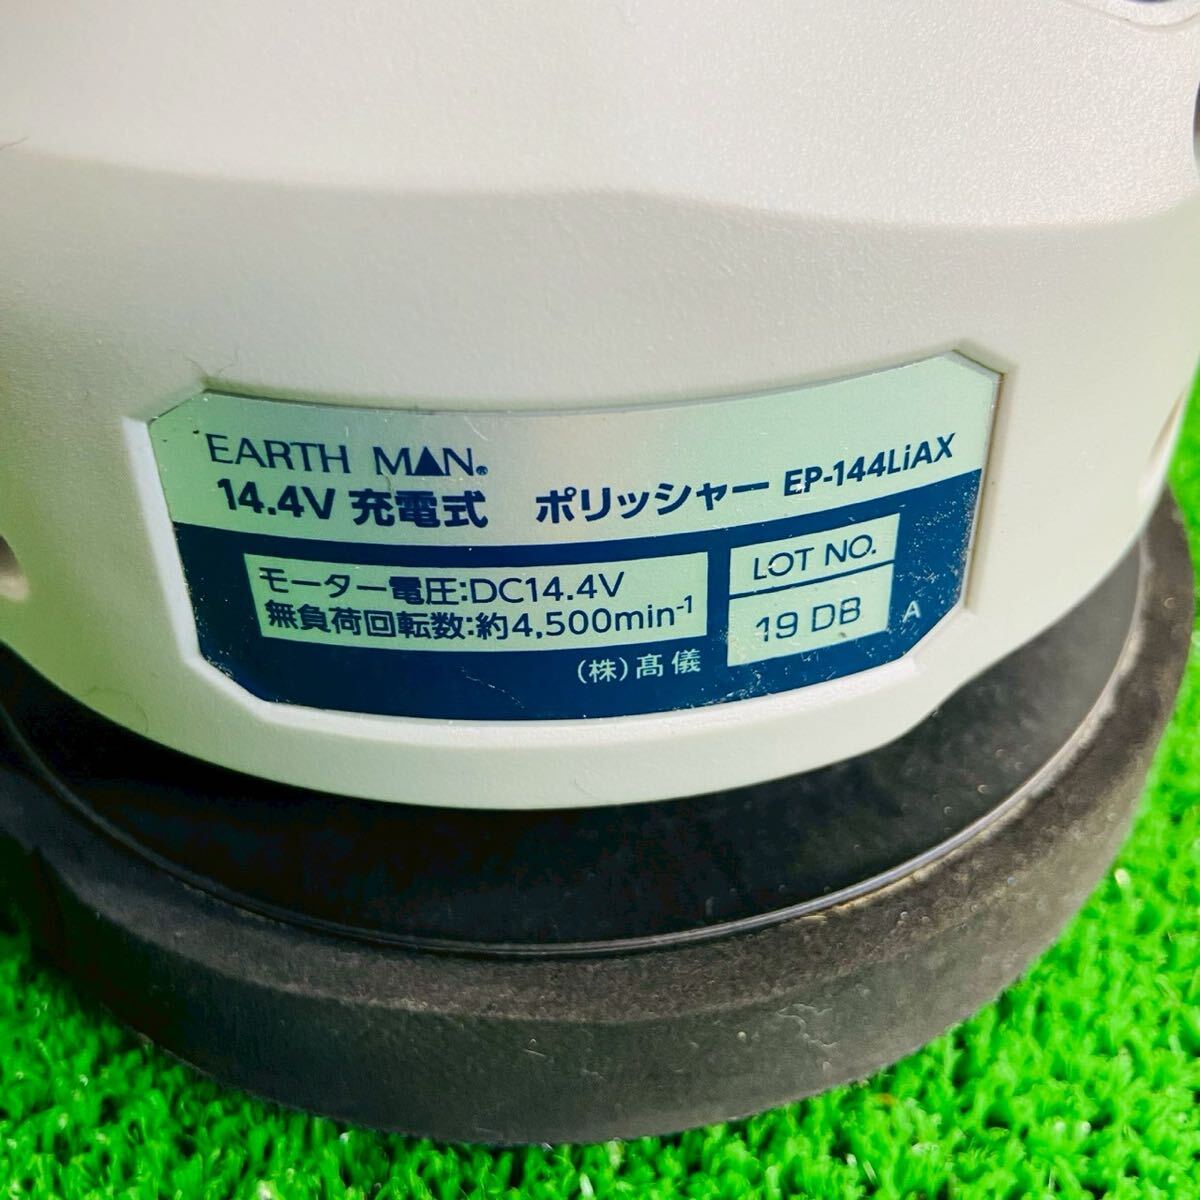 EARTH MAN®
14.4V 充電式 ポリッシャー EP-144LiAX
モーター電圧:DC14.4V
無負荷回転数:約4,500min⁻¹
(株)髙儀
LOT NO.
19 DB
A